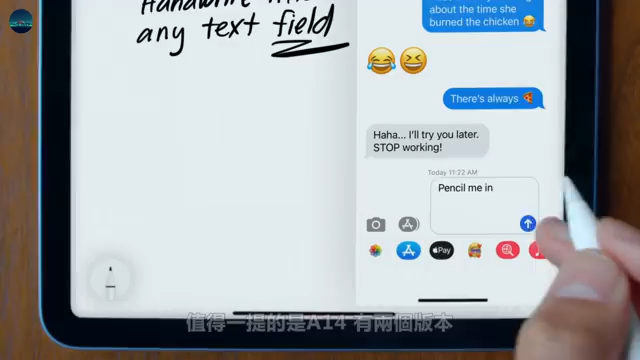 any text field
about the time she
burned the chicken 😂
There's always 🍕
Haha... I'll try you later.
STOP working!
Today 11:22 AM
Pencil me in
Pay
值得一提的是A14 有兩個版本